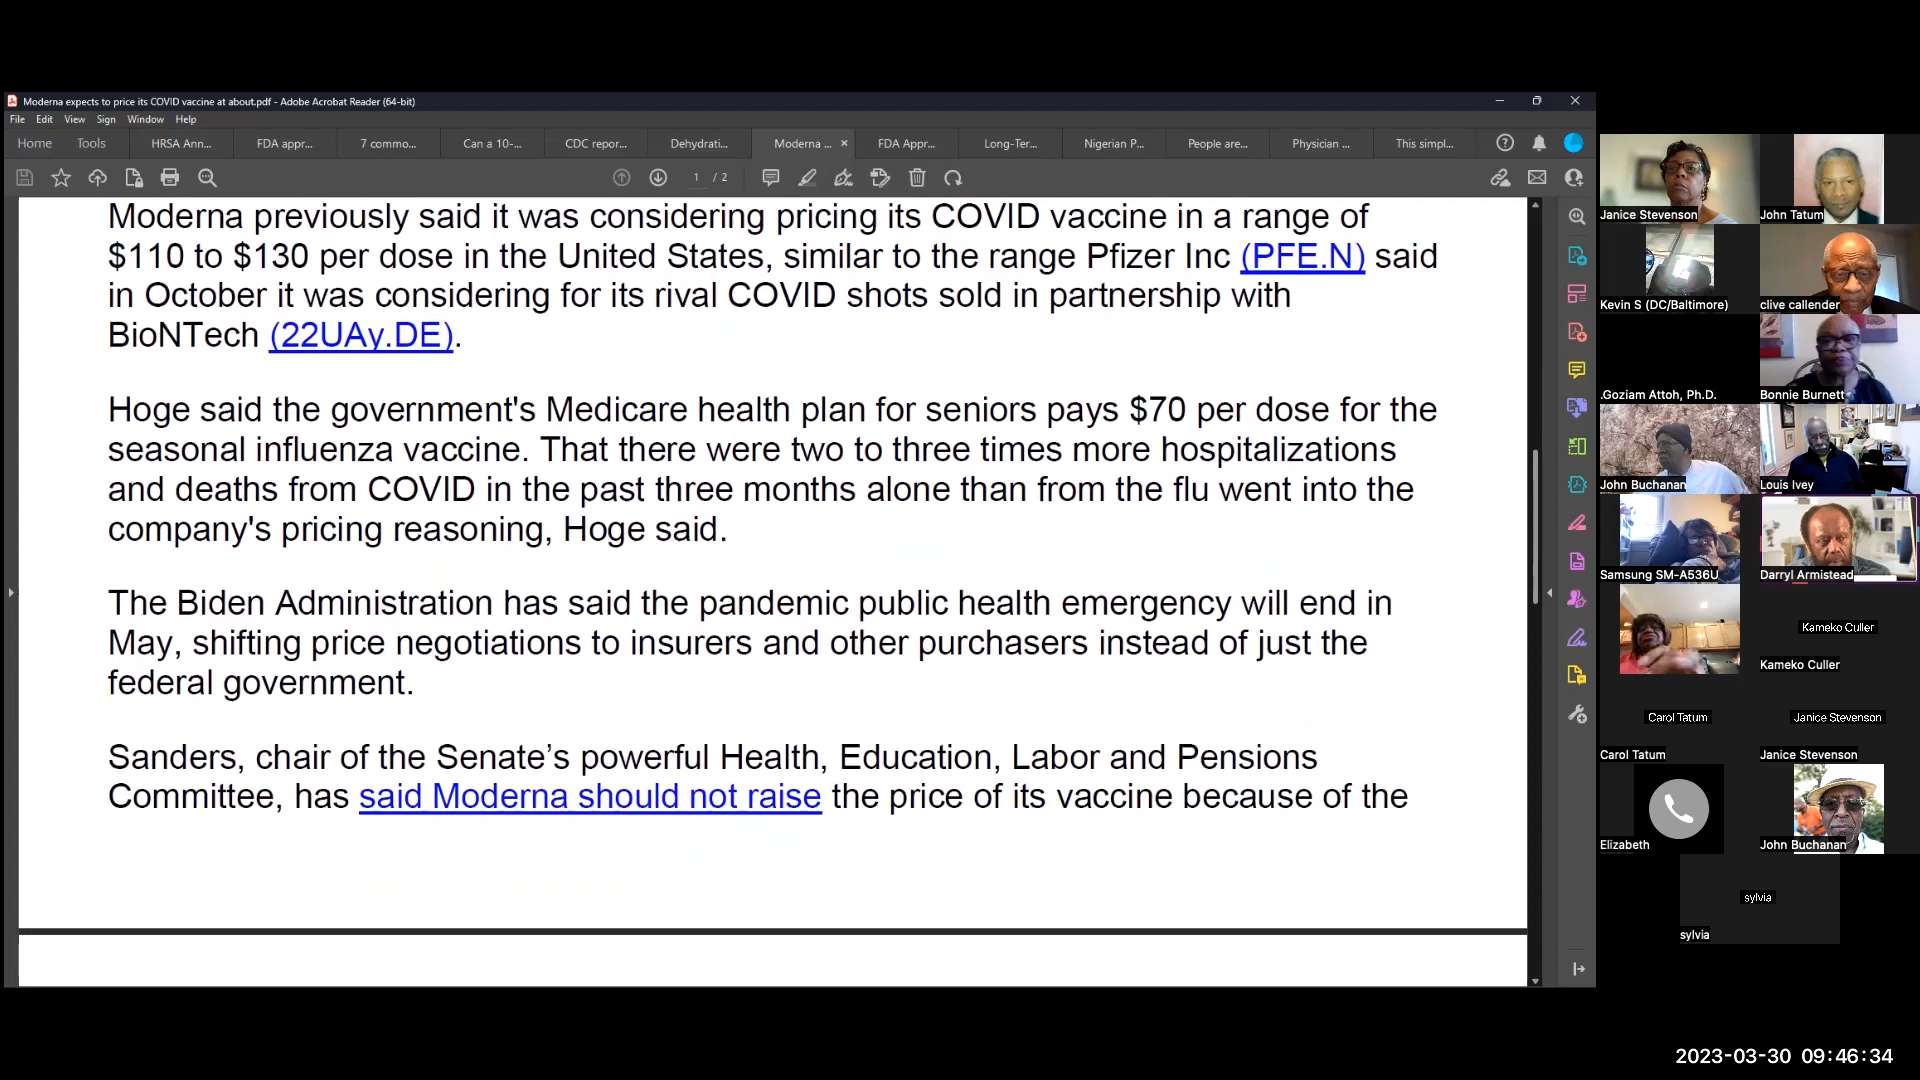 Moderna expects to price its COVID vaccine at about.pdf - Adobe Acrobat Reader (64-bit)
File Edit View Sign Window Help
Home Tools HRSA Ann... FDA appr... 7 commo... Can a 10-... CDC repor... Dehydrati... Moderna ... × FDA Appr... Long-Ter... Nigerian P... People are... Physician ... This simpl...
1 / 2
Moderna previously said it was considering pricing its COVID vaccine in a range of
$110 to $130 per dose in the United States, similar to the range Pfizer Inc (PFE.N) said
in October it was considering for its rival COVID shots sold in partnership with
BioNTech (22UAy.DE).
Hoge said the government's Medicare health plan for seniors pays $70 per dose for the
seasonal influenza vaccine. That there were two to three times more hospitalizations
and deaths from COVID in the past three months alone than from the flu went into the
company's pricing reasoning, Hoge said.
The Biden Administration has said the pandemic public health emergency will end in
May, shifting price negotiations to insurers and other purchasers instead of just the
federal government.
Sanders, chair of the Senate’s powerful Health, Education, Labor and Pensions
Committee, has said Moderna should not raise the price of its vaccine because of the
Janice Stevenson
John Tatum
Kevin S (DC/Baltimore)
clive callender
.Goziam Attoh, Ph.D.
Bonnie Burnett
John Buchanan
Louis Ivey
Samsung SM-A536U
Darryl Armistead
Kameko Culler
Kameko Culler
Carol Tatum
Janice Stevenson
Carol Tatum
Janice Stevenson
Elizabeth
John Buchanan
sylvia
sylvia
2023-03-30 09:46:34